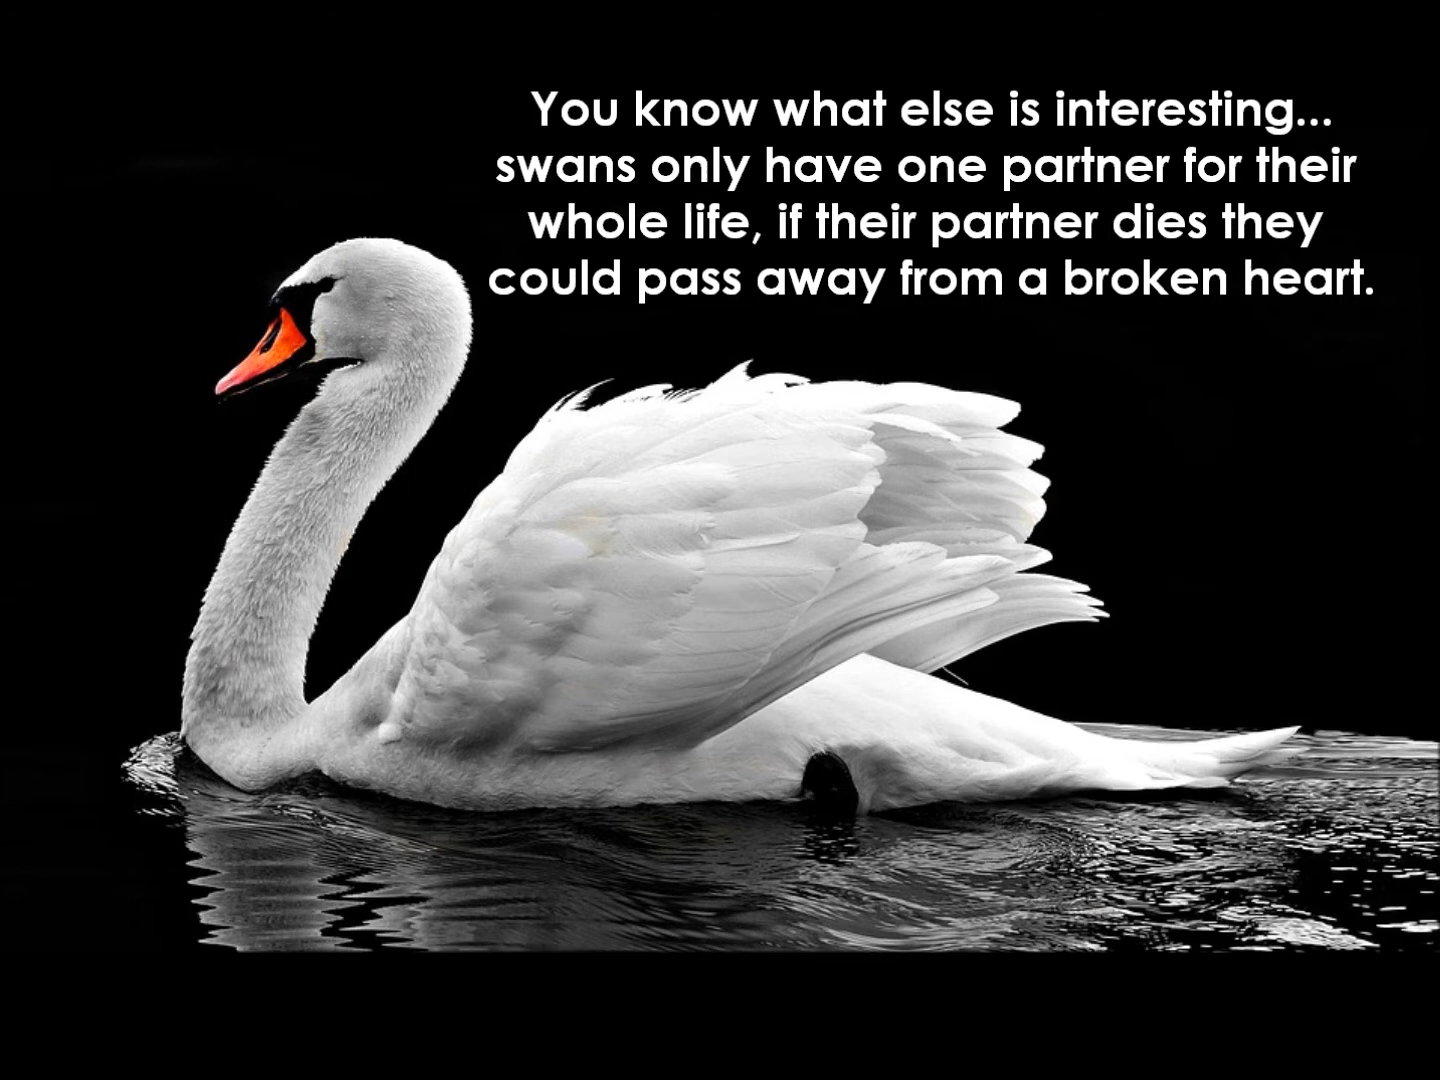 You know what else is interesting...
swans only have one partner for their
whole life, if their partner dies they
could pass away from a broken heart.